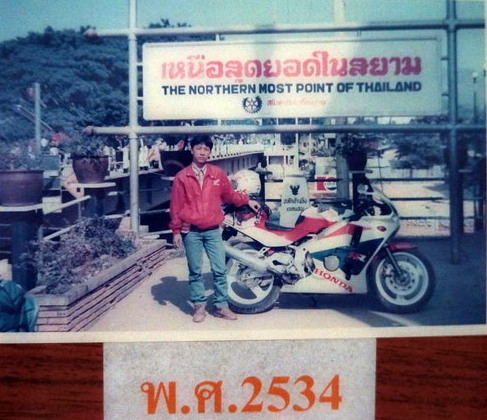 เหนือสุดยอดในสยาม
THE NORTHERN MOST POINT OF THAILAND
HONDA
พ.ศ.2534